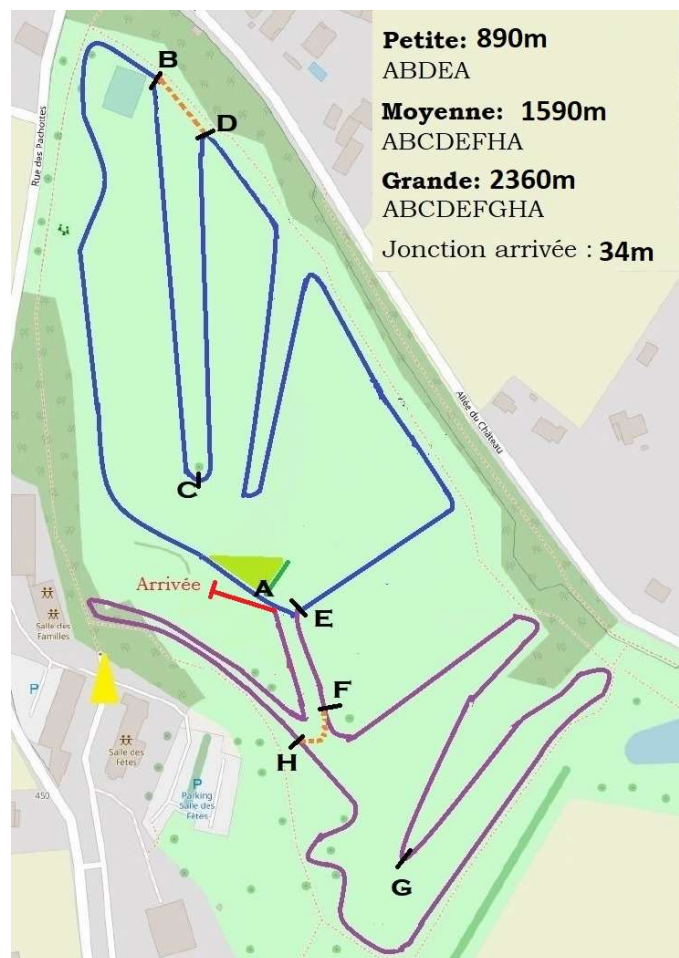 Petite: 890m
ABDEA
Moyenne: 1590m
ABCDEFHA
Grande: 2360m
ABCDEFGHA
Jonction arrivée : 34m
B
D
Rue des Pachottes
Allée du Château
C
Arrivée
A
E
Salle des
Familles
P
F
H
Salle des
Fêtes
P
Parking
Salle des
Fêtes
450
G